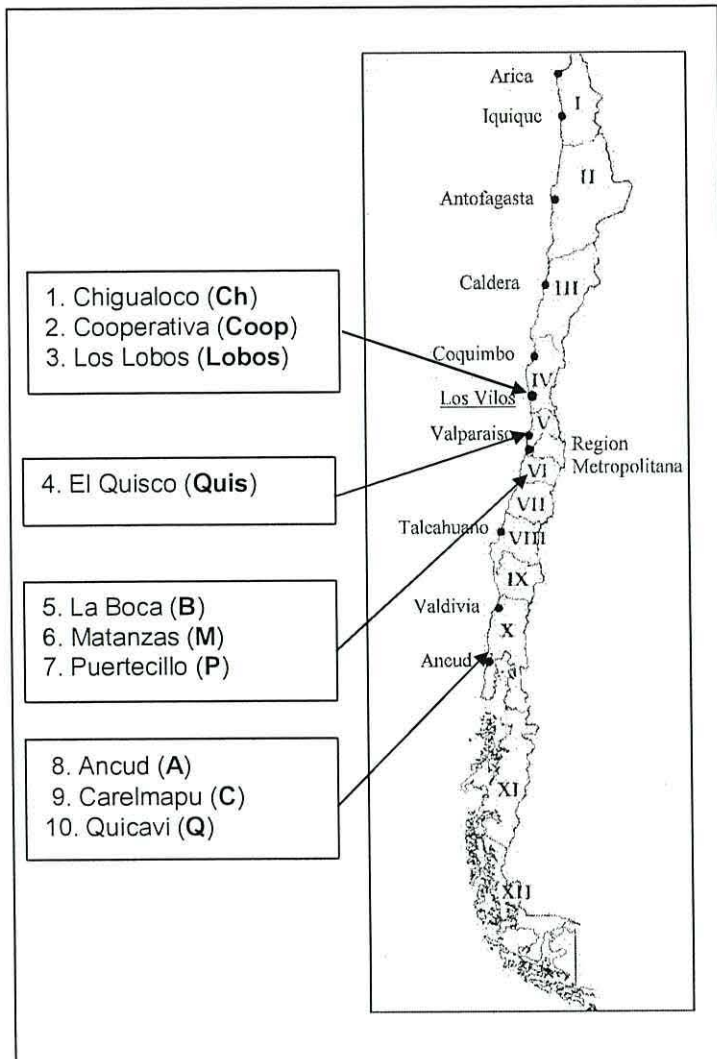 Arica
I
Iquique
II
Antofagasta
1. Chigualoco (Ch)
2. Cooperativa (Coop)
3. Los Lobos (Lobos)
Caldera
III
Coquimbo
IV
Los Vilos
V
Valparaiso
Region
Metropolitana
4. El Quisco (Quis)
VI
VII
Talcahuano
VIII
IX
5. La Boca (B)
6. Matanzas (M)
7. Puertecillo (P)
Valdivia
X
Ancud
8. Ancud (A)
9. Carelmapu (C)
10. Quicavi (Q)
XI
XII